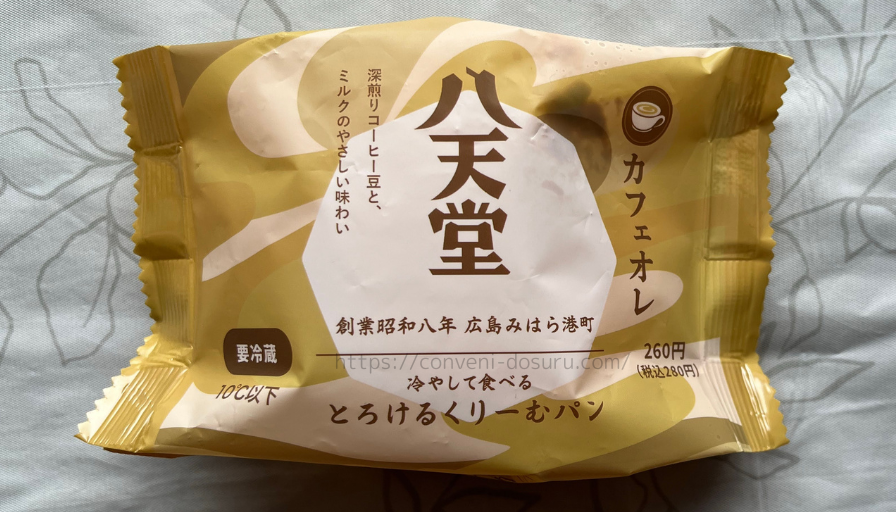 八天堂
深煎りコーヒー豆と、
ミルクのやさしい味わい
カフェオレ
創業昭和八年 広島みはら港町
https://conveni-dosuru.com/
冷やして食べる
とろけるくりーむパン
要冷蔵
10℃以下
260円
(税込280円)